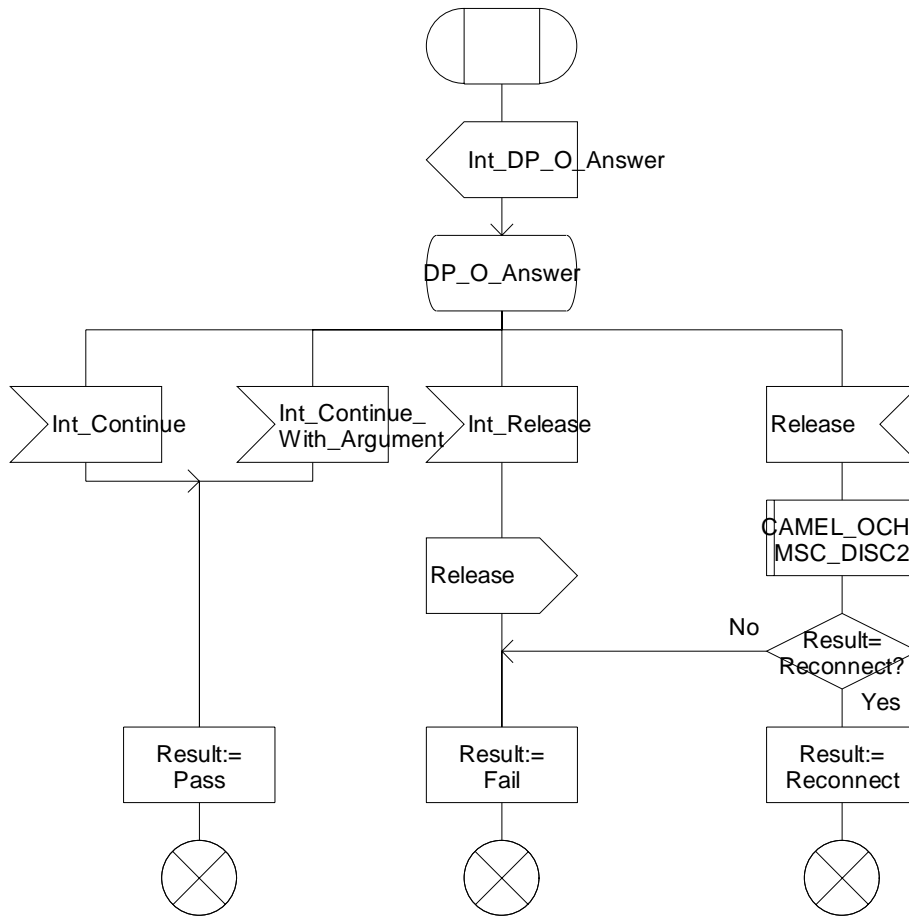 Int_DP_O_Answer
DP_O_Answer
Int_Continue
Int_Continue_
With_Argument
Int_Release
Release
CAMEL_OCH
MSC_DISC2
Release
No
Result=
Reconnect?
Yes
Result:=
Pass
Result:=
Fail
Result:=
Reconnect